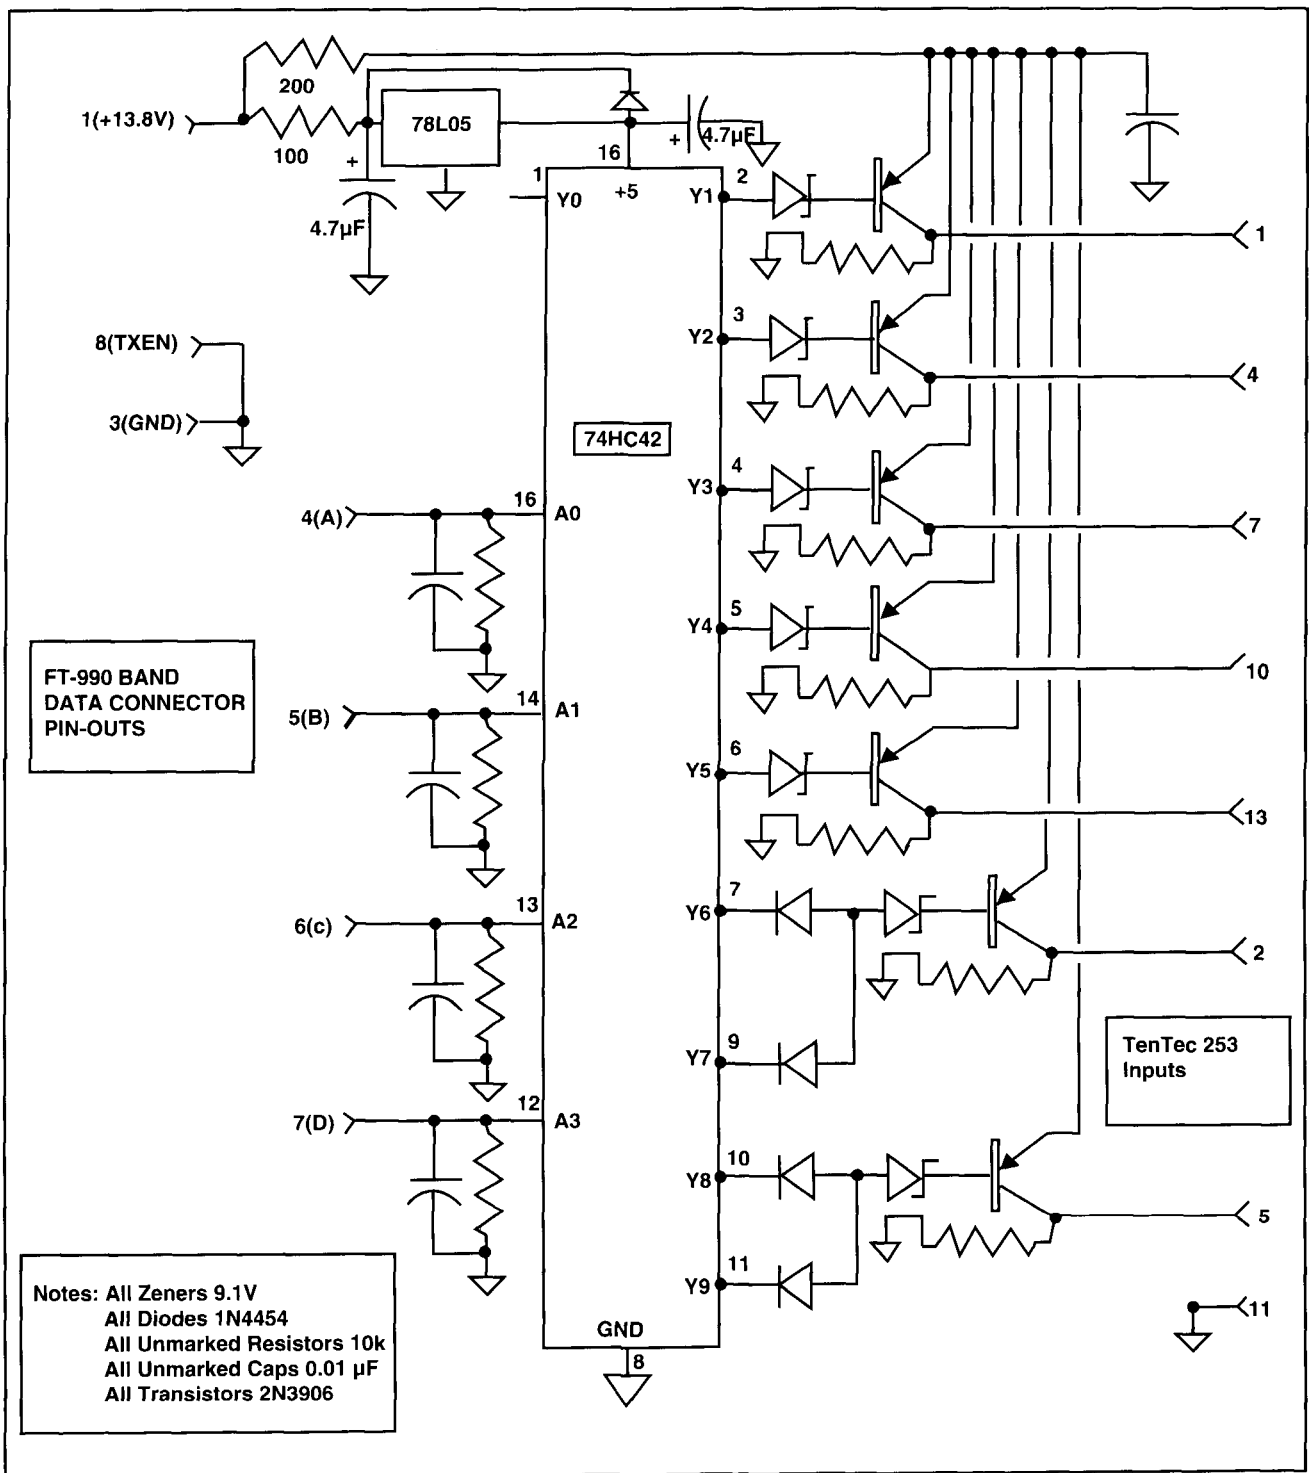 200
1(+13.8V)
100
78L05
+
4.7µF
+
4.7µF
16
+5
1
Y0
Y1
2
1
8(TXEN)
3(GND)
Y2
3
4
74HC42
Y3
4
7
4(A)
16
A0
Y4
5
10
FT-990 BAND
DATA CONNECTOR
PIN-OUTS
5(B)
14
A1
Y5
6
13
6(c)
13
A2
Y6
7
2
Y7
9
TenTec 253
Inputs
7(D)
12
A3
Y8
10
5
Y9
11
11
Notes: All Zeners 9.1V
All Diodes 1N4454
All Unmarked Resistors 10k
All Unmarked Caps 0.01 µF
All Transistors 2N3906
GND
8